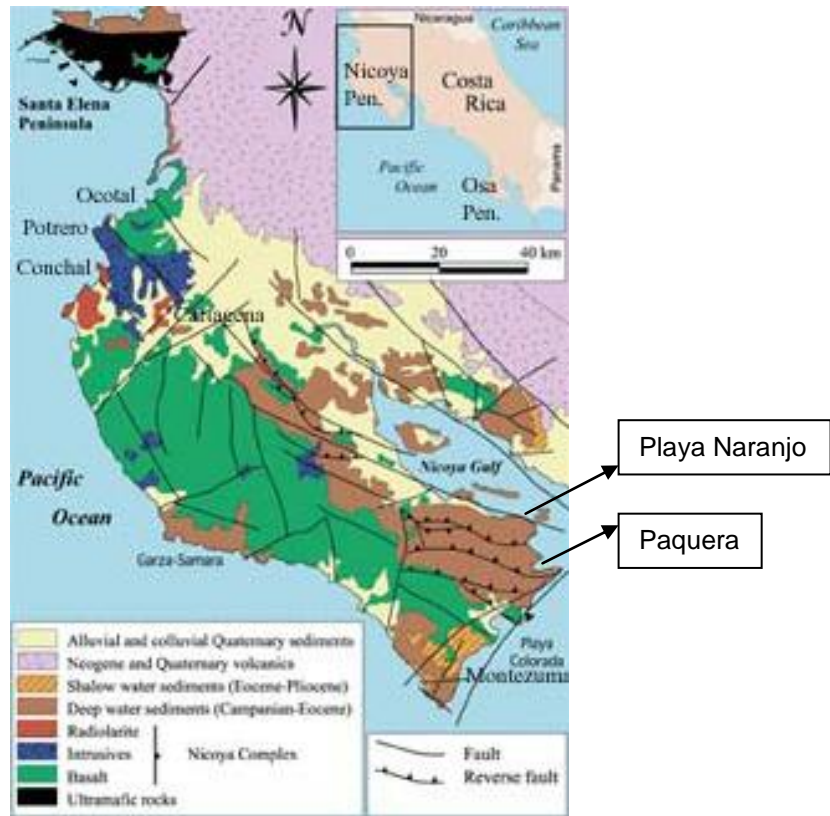 N
Nicaragua
Caribbean
Sea
Nicoya
Pen.
Costa
Rica
Pacific
Ocean
Osa
Pen.
Panama
Santa Elena
Peninsula
0 20 40 km
Ocotal
Potrero
Conchal
Cartagena
Playa Naranjo
Nicoya Gulf
Pacific
Ocean
Paquera
Garza-Samara
Playa
Colorada
Montezuma
Alluvial and colluvial Quaternary sediments
Neogene and Quaternary volcanics
Shalow water sediments (Eocene-Pliocene)
Deep water sediments (Campanian-Eocene)
Radiolarite
Intrusives
Nicoya Complex
Basalt
Ultramafic rocks
Fault
Reverse fault